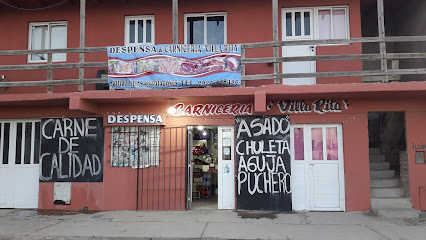 DESPENSA & CARNICERIA VILLA RITA
CARNICERIA
Villa Rita
DESPENSA
CARNE
DE
CALIDAD
ASADO
CHULETA
AGUJA
PUCHERO